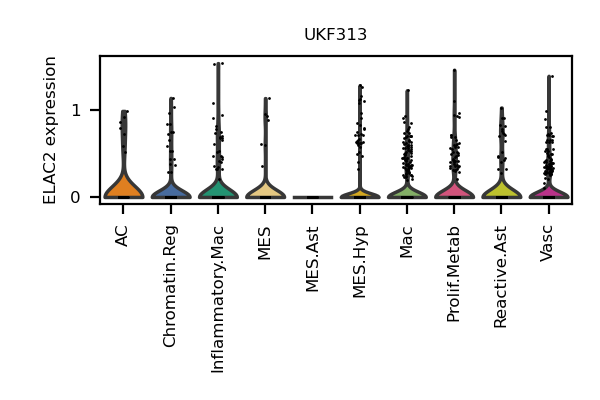 UKF313
ELAC2 expression
1
0
AC
Chromatin.Reg
Inflammatory.Mac
MES
MES.Ast
MES.Hyp
Mac
Prolif.Metab
Reactive.Ast
Vasc